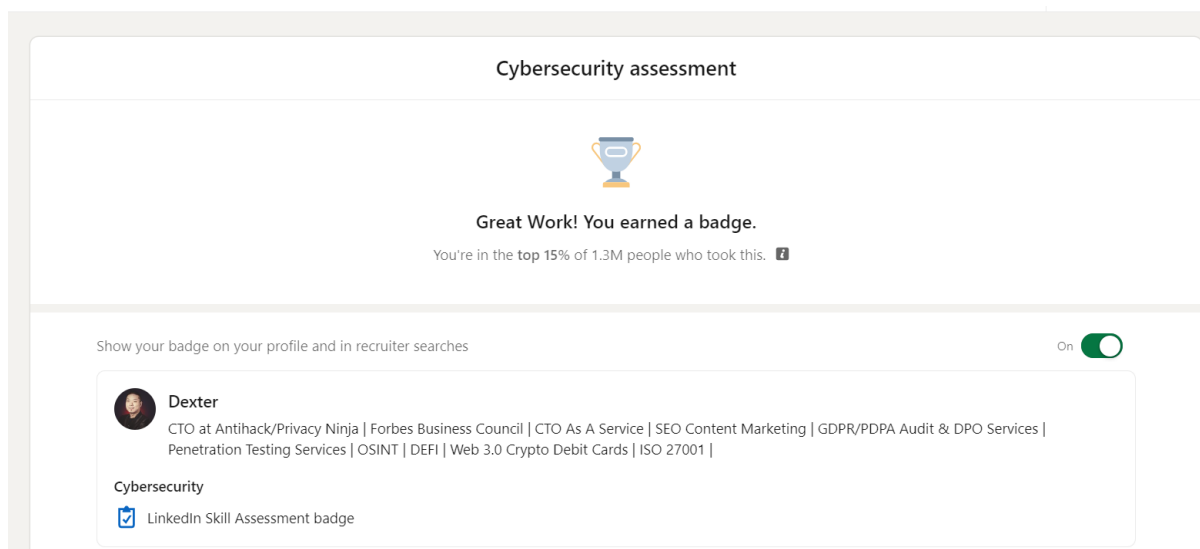 Cybersecurity assessment
Great Work! You earned a badge.
You're in the top 15% of 1.3M people who took this.
Show your badge on your profile and in recruiter searches
On
Dexter
CTO at Antihack/Privacy Ninja | Forbes Business Council | CTO As A Service | SEO Content Marketing | GDPR/PDPA Audit & DPO Services |
Penetration Testing Services | OSINT | DEFI | Web 3.0 Crypto Debit Cards | ISO 27001 |
Cybersecurity
LinkedIn Skill Assessment badge